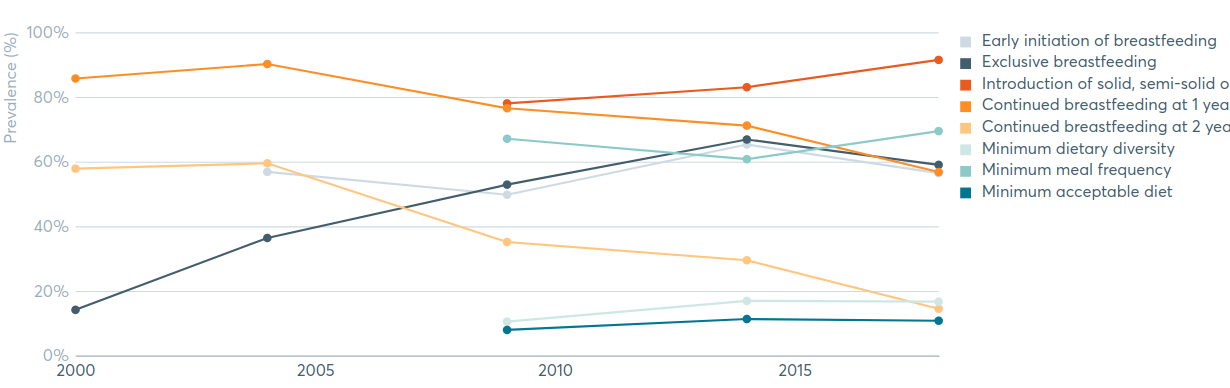 Prevalence (%)
100%
80%
60%
40%
20%
0%
2000
2005
2010
2015
Early initiation of breastfeeding
Exclusive breastfeeding
Introduction of solid, semi-solid o
Continued breastfeeding at 1 yea
Continued breastfeeding at 2 yea
Minimum dietary diversity
Minimum meal frequency
Minimum acceptable diet